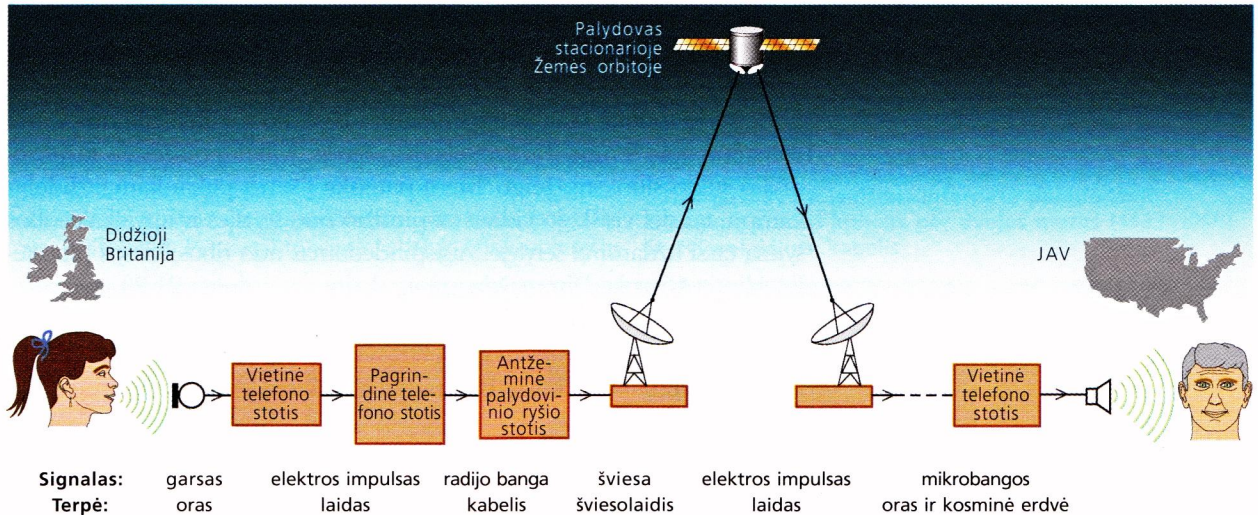 Palydovas
stacionarioje
Žemės orbitoje
Didžioji
Britanija
JAV
Vietinė
telefono
stotis
Pagrin-
dinė tele-
fono stotis
Antže-
minė
palydovi-
nio ryšio
stotis
Vietinė
telefono
stotis
Signalas: garsas elektros impulsas radijo banga šviesa elektros impulsas mikrobangos
Terpė: oras laidas kabelis šviesolaidis laidas oras ir kosminė erdvė